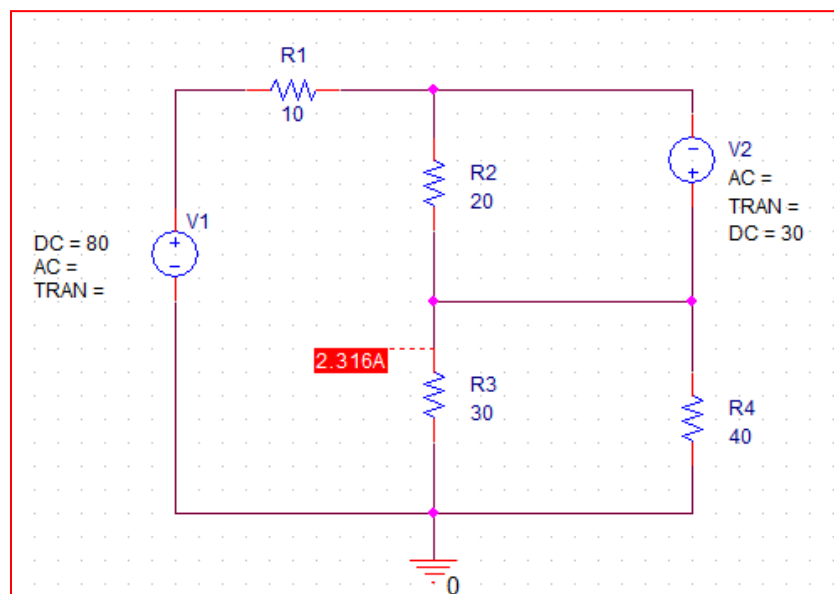 R1
10
V1
DC = 80
AC =
TRAN =
+
−
R2
20
−
+
V2
AC =
TRAN =
DC = 30
2.316A
R3
30
R4
40
0